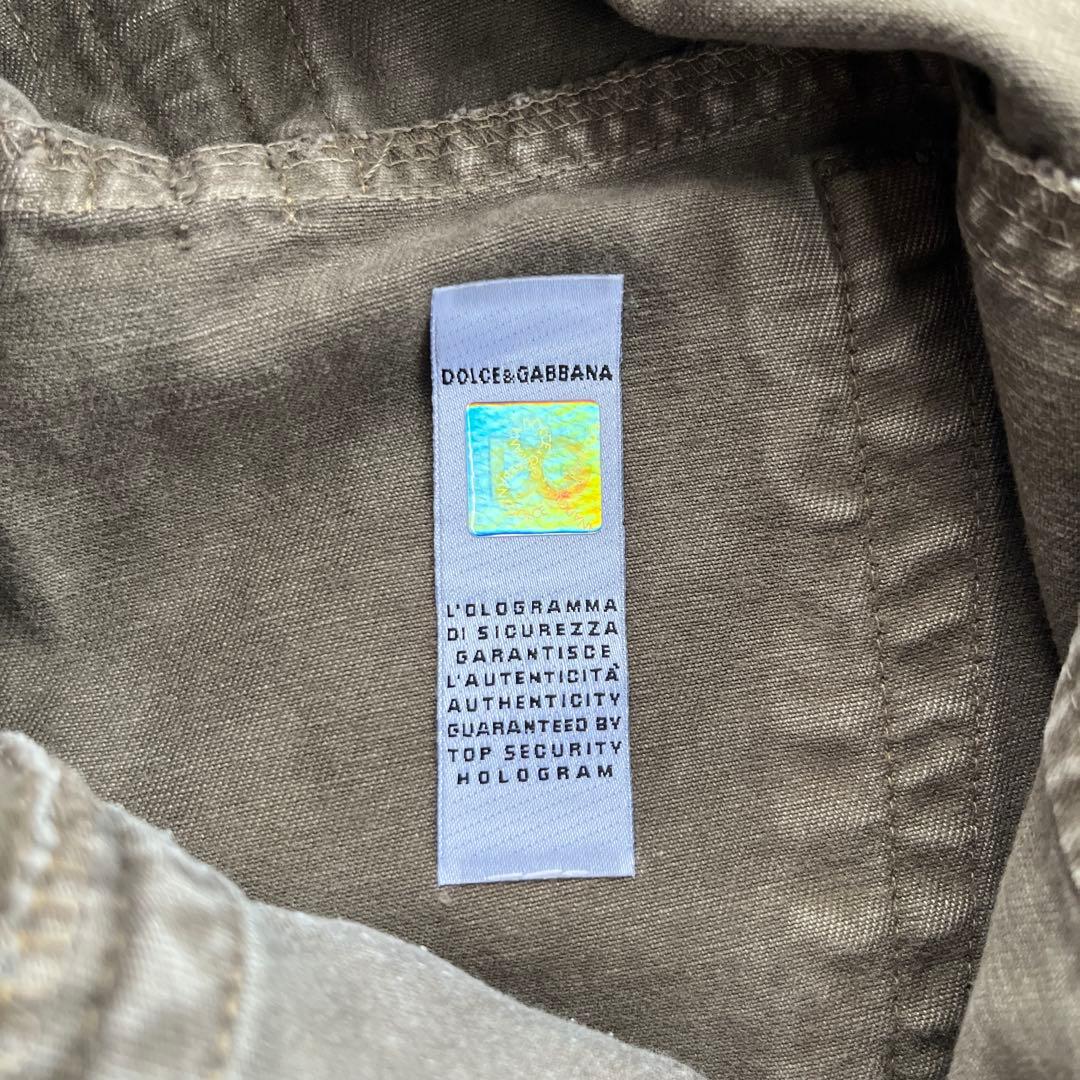 DOLCE&GABBANA
L'OLOGRAMMA
DI SICUREZZA
GARANTISCE
L'AUTENTICITÀ
AUTHENTICITY
GUARANTEED BY
TOP SECURITY
HOLOGRAM